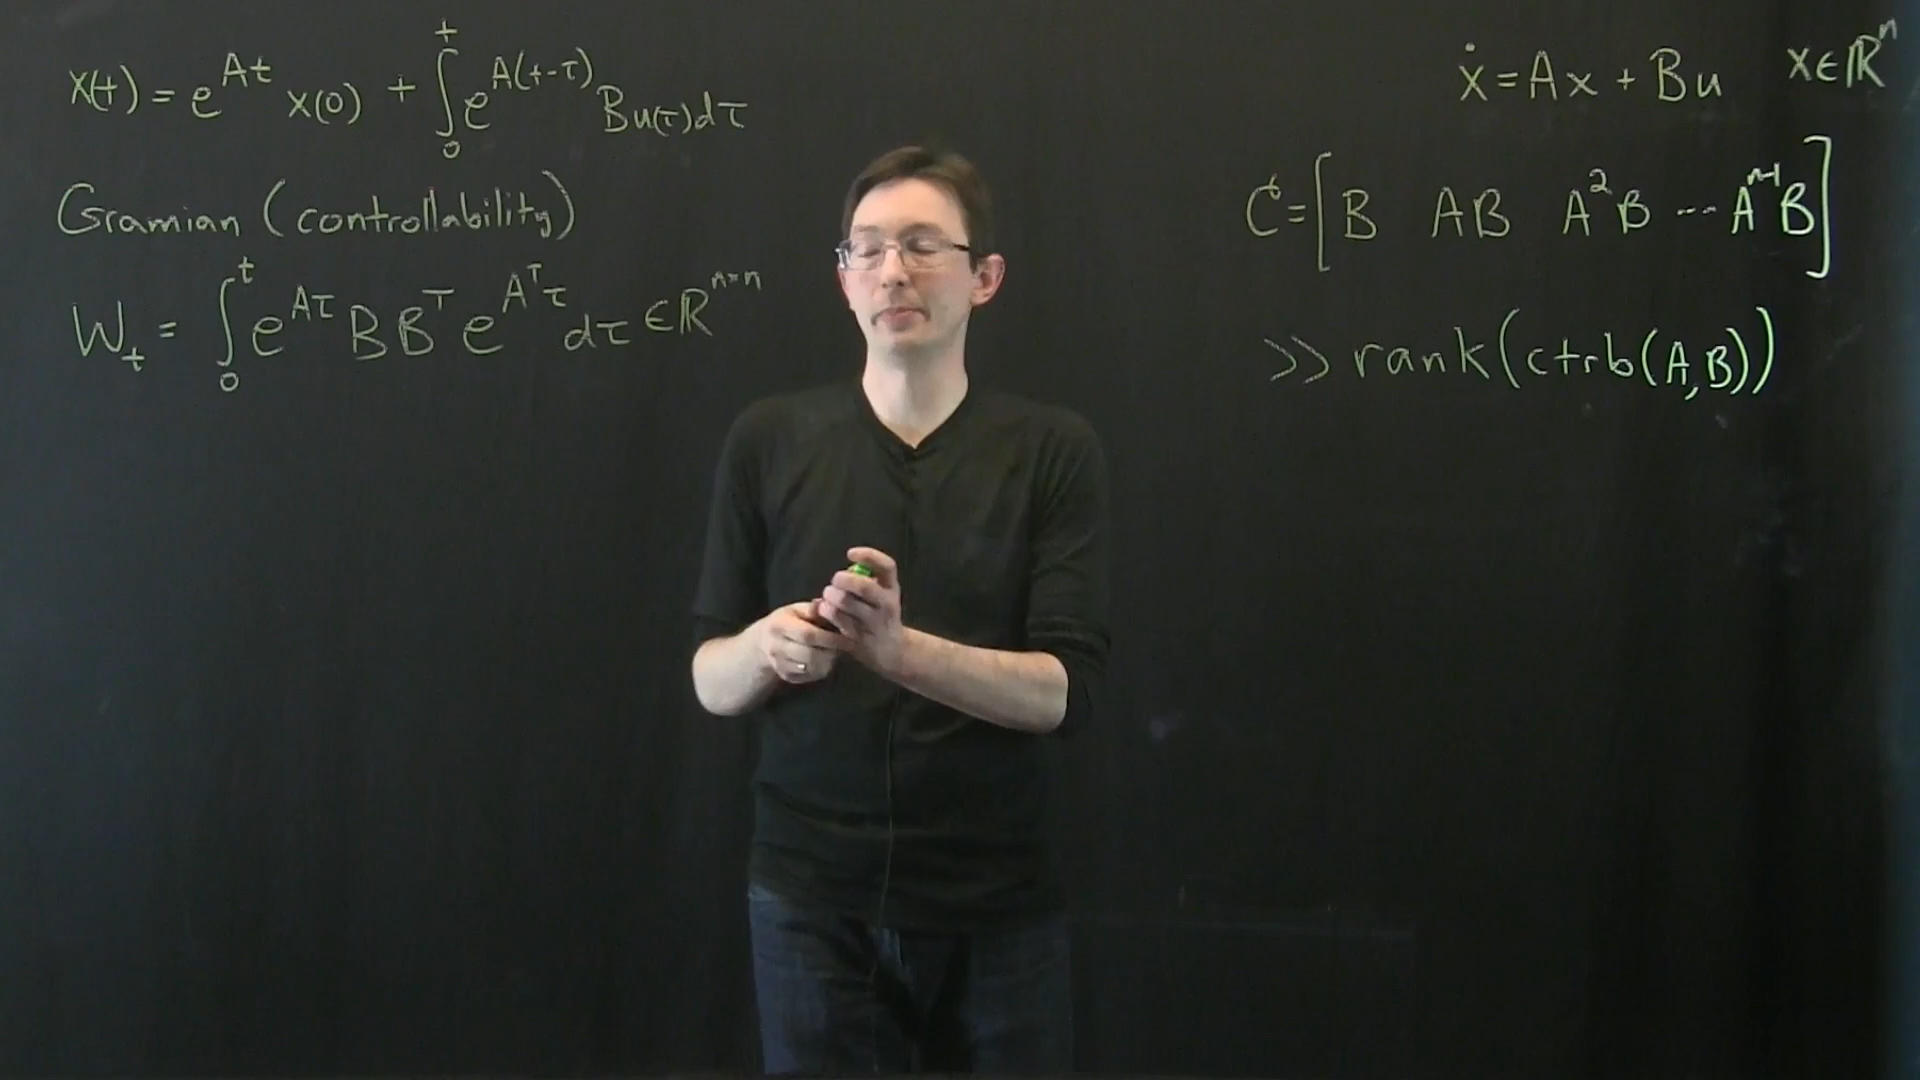 x(t) = e^{At} x(0) + ∫_0^t e^{A(t-τ)} Bu(τ)dτ
Gramian (controllability)
W_t = ∫_0^t e^{Aτ} BB^T e^{A^Tτ} dτ ∈ ℝ^{n×n}
ẋ = Ax + Bu x∈ℝ^n
C = [B AB A²B ... A^{n-1}B]
>> rank(ctrb(A,B))